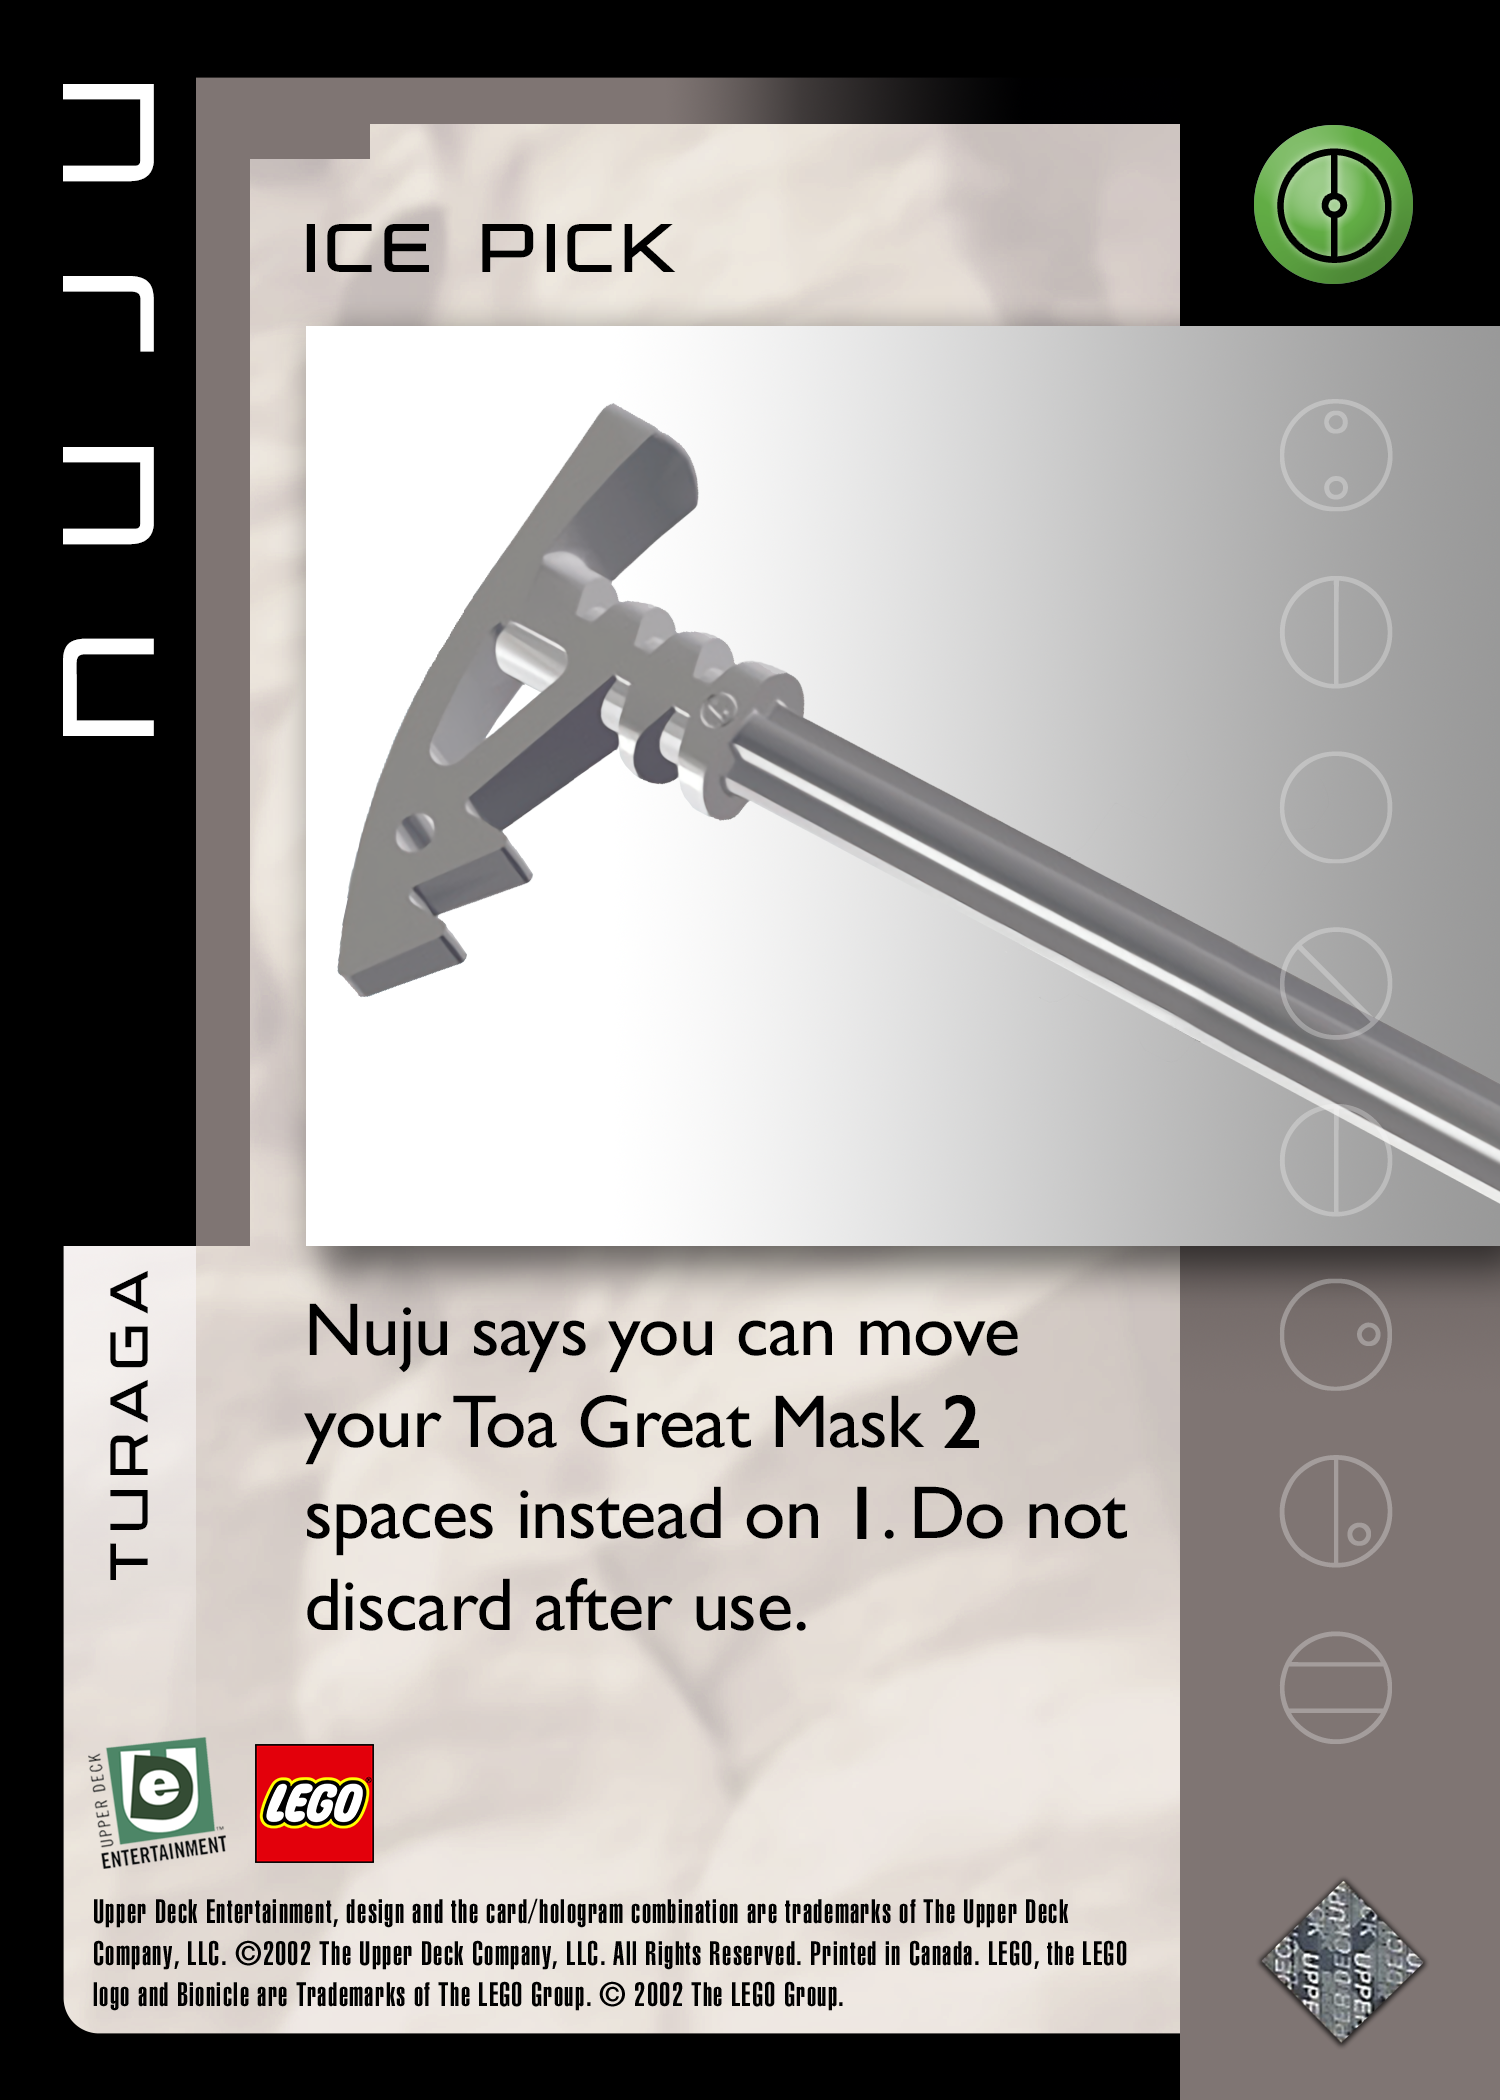 NUJU
ICE PICK
TURAGA
Nuju says you can move
your Toa Great Mask 2
spaces instead on 1. Do not
discard after use.
UPPER DECK
UDe
™
ENTERTAINMENT
LEGO
Upper Deck Entertainment, design and the card/hologram combination are trademarks of The Upper Deck
Company, LLC. ©2002 The Upper Deck Company, LLC. All Rights Reserved. Printed in Canada. LEGO, the LEGO
logo and Bionicle are Trademarks of The LEGO Group. © 2002 The LEGO Group.